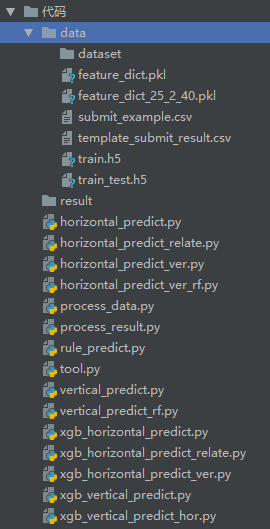 代码
data
dataset
feature_dict.pkl
feature_dict_25_2_40.pkl
submit_example.csv
template_submit_result.csv
train.h5
train_test.h5
result
horizontal_predict.py
horizontal_predict_relate.py
horizontal_predict_ver.py
horizontal_predict_ver_rf.py
process_data.py
process_result.py
rule_predict.py
tool.py
vertical_predict.py
vertical_predict_rf.py
xgb_horizontal_predict.py
xgb_horizontal_predict_relate.py
xgb_horizontal_predict_ver.py
xgb_vertical_predict.py
xgb_vertical_predict_hor.py